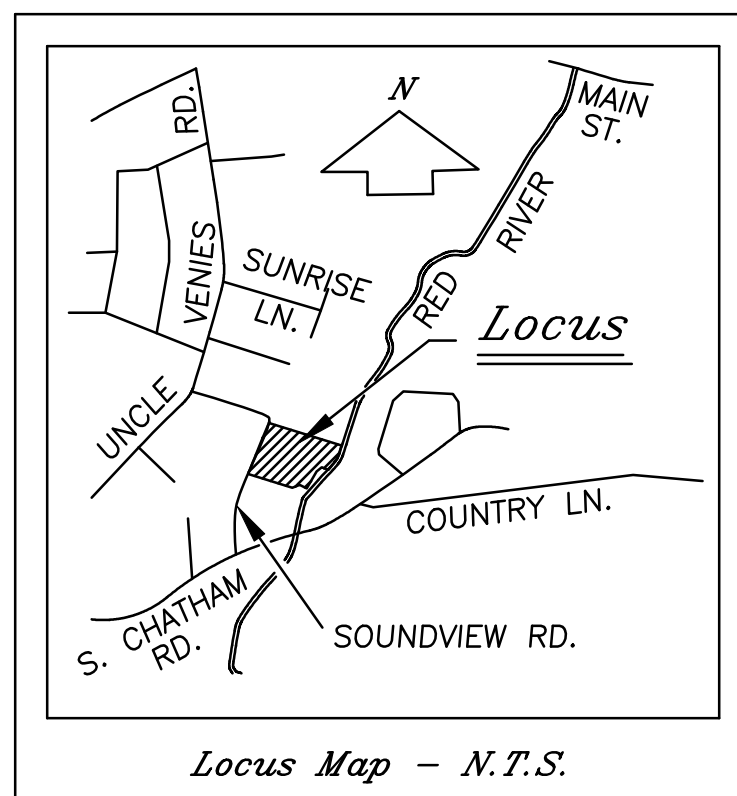 N
MAIN
ST.
RD.
VENIES
UNCLE
SUNRISE
LN.
RED RIVER
Locus
COUNTRY LN.
S. CHATHAM
RD.
SOUNDVIEW RD.
Locus Map - N.T.S.